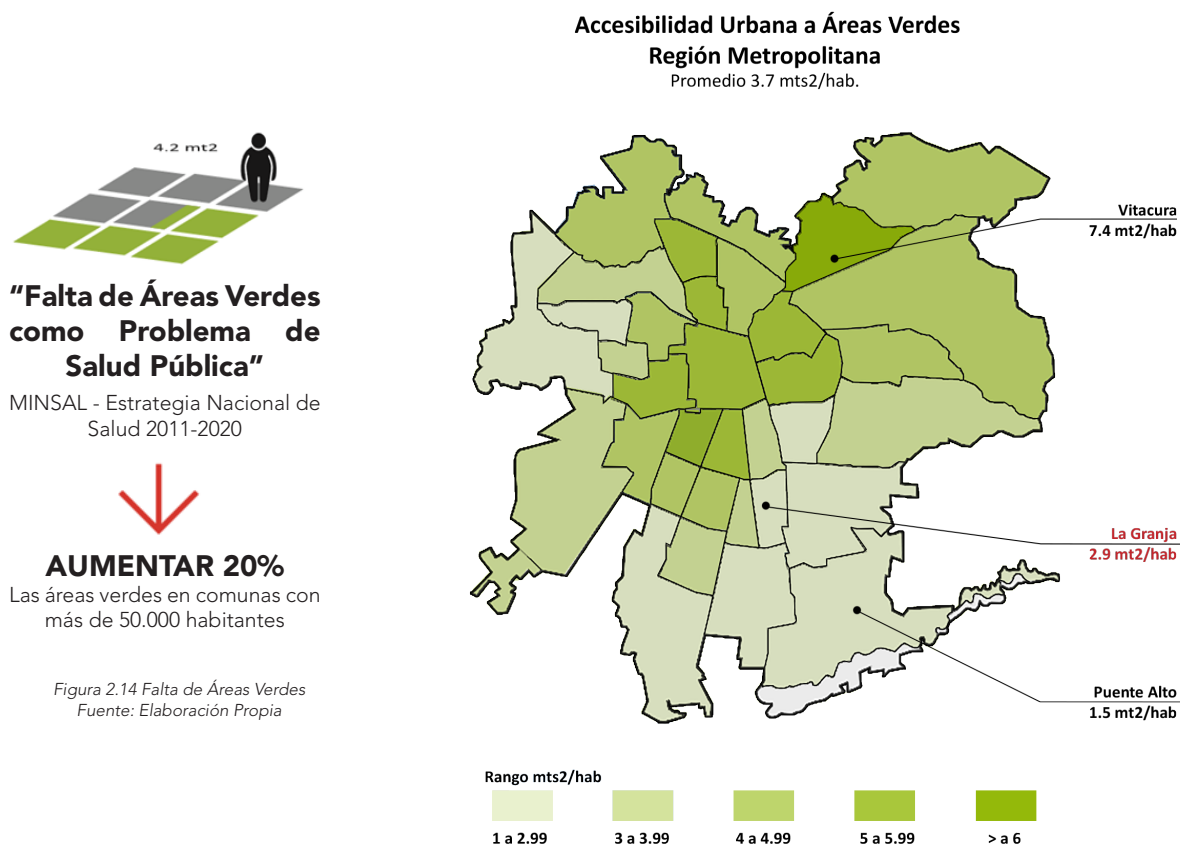 Accesibilidad Urbana a Áreas Verdes
Región Metropolitana
Promedio 3.7 mts2/hab.
4.2 mt2
“Falta de Áreas Verdes
como Problema de
Salud Pública”
MINSAL - Estrategia Nacional de
Salud 2011-2020
AUMENTAR 20%
Las áreas verdes en comunas con
más de 50.000 habitantes
Figura 2.14 Falta de Áreas Verdes
Fuente: Elaboración Propia
Vitacura
7.4 mt2/hab
La Granja
2.9 mt2/hab
Puente Alto
1.5 mt2/hab
Rango mts2/hab
1 a 2.99
3 a 3.99
4 a 4.99
5 a 5.99
> a 6